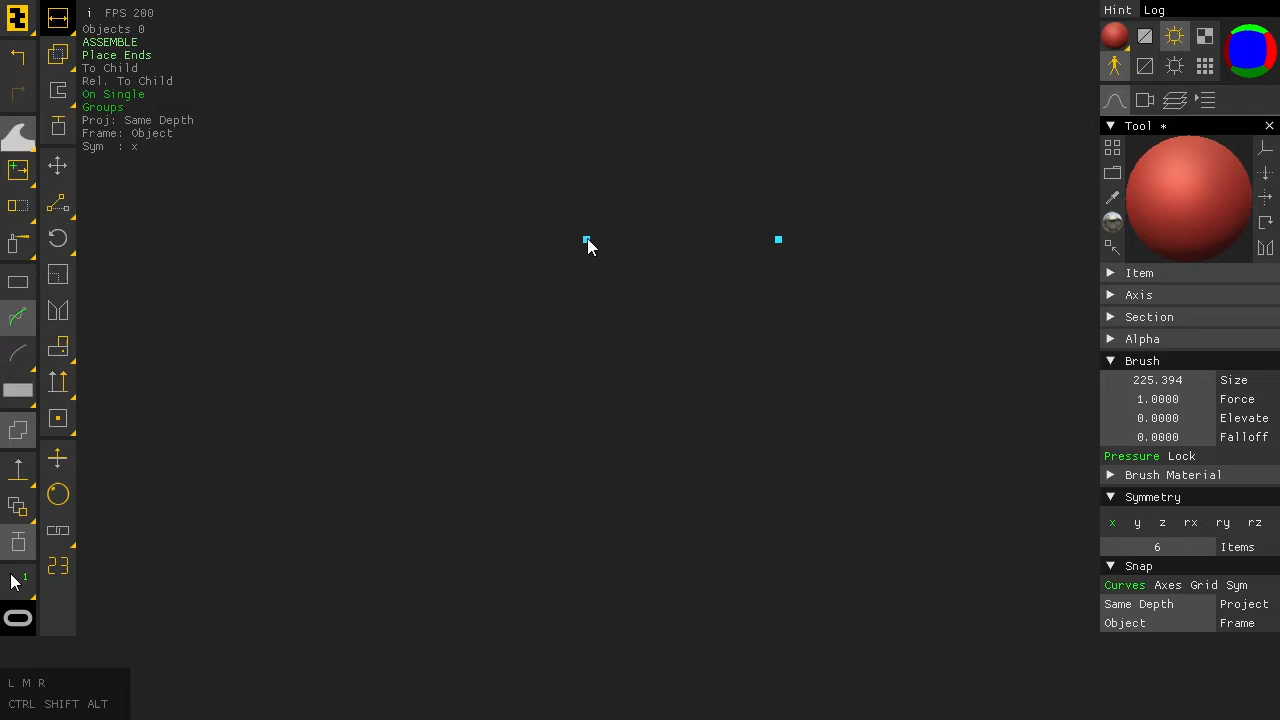 i FPS 200
Objects 0
ASSEMBLE
Place Ends
To Child
Rel. To Child
On Single
Groups
Proj: Same Depth
Frame: Object
Sym : x
1
23
L M R
CTRL SHIFT ALT
Hint Log
Tool *
Item
Axis
Section
Alpha
Brush
225.394 Size
1.0000 Force
0.0000 Elevate
0.0000 Falloff
Pressure Lock
Brush Material
Symmetry
x y z rx ry rz
6 Items
Snap
Curves Axes Grid Sym
Same Depth Project
Object Frame